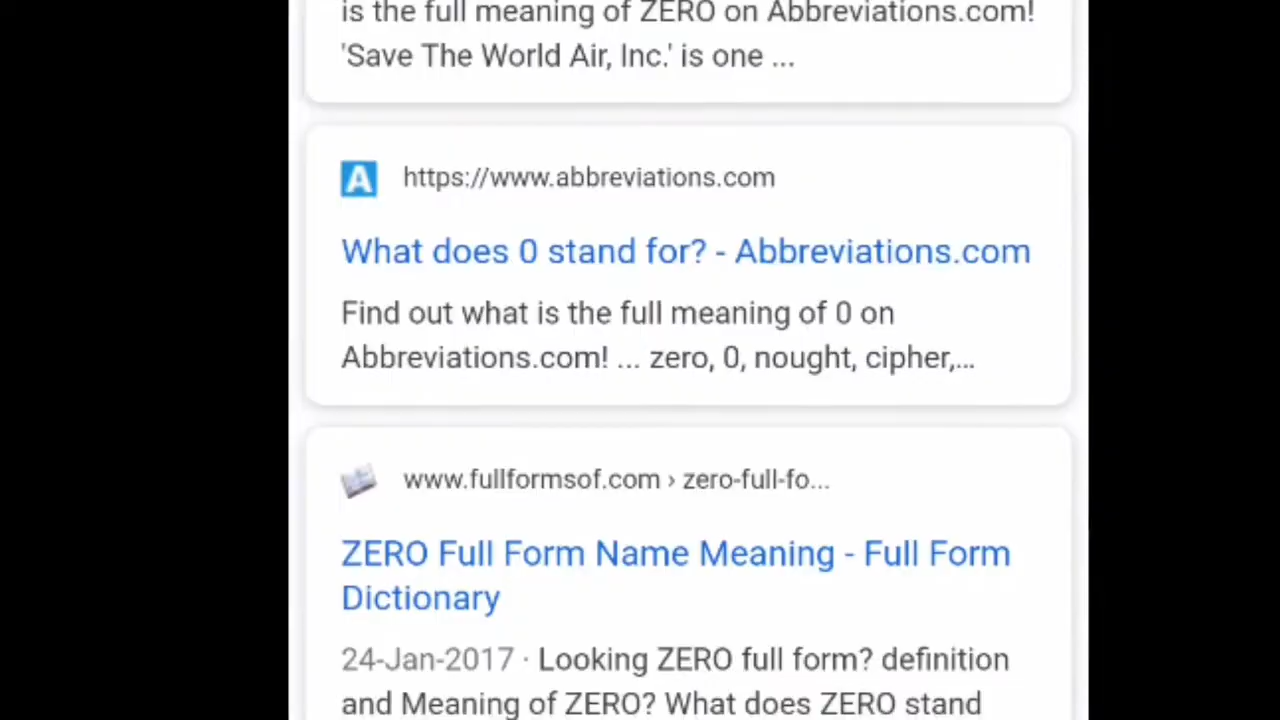 is the full meaning of ZERO on Abbreviations.com!
'Save The World Air, Inc.' is one ...
A
https://www.abbreviations.com
What does 0 stand for? - Abbreviations.com
Find out what is the full meaning of 0 on
Abbreviations.com! ... zero, 0, nought, cipher,...
www.fullformsof.com › zero-full-fo...
ZERO Full Form Name Meaning - Full Form
Dictionary
24-Jan-2017 · Looking ZERO full form? definition
and Meaning of ZERO? What does ZERO stand